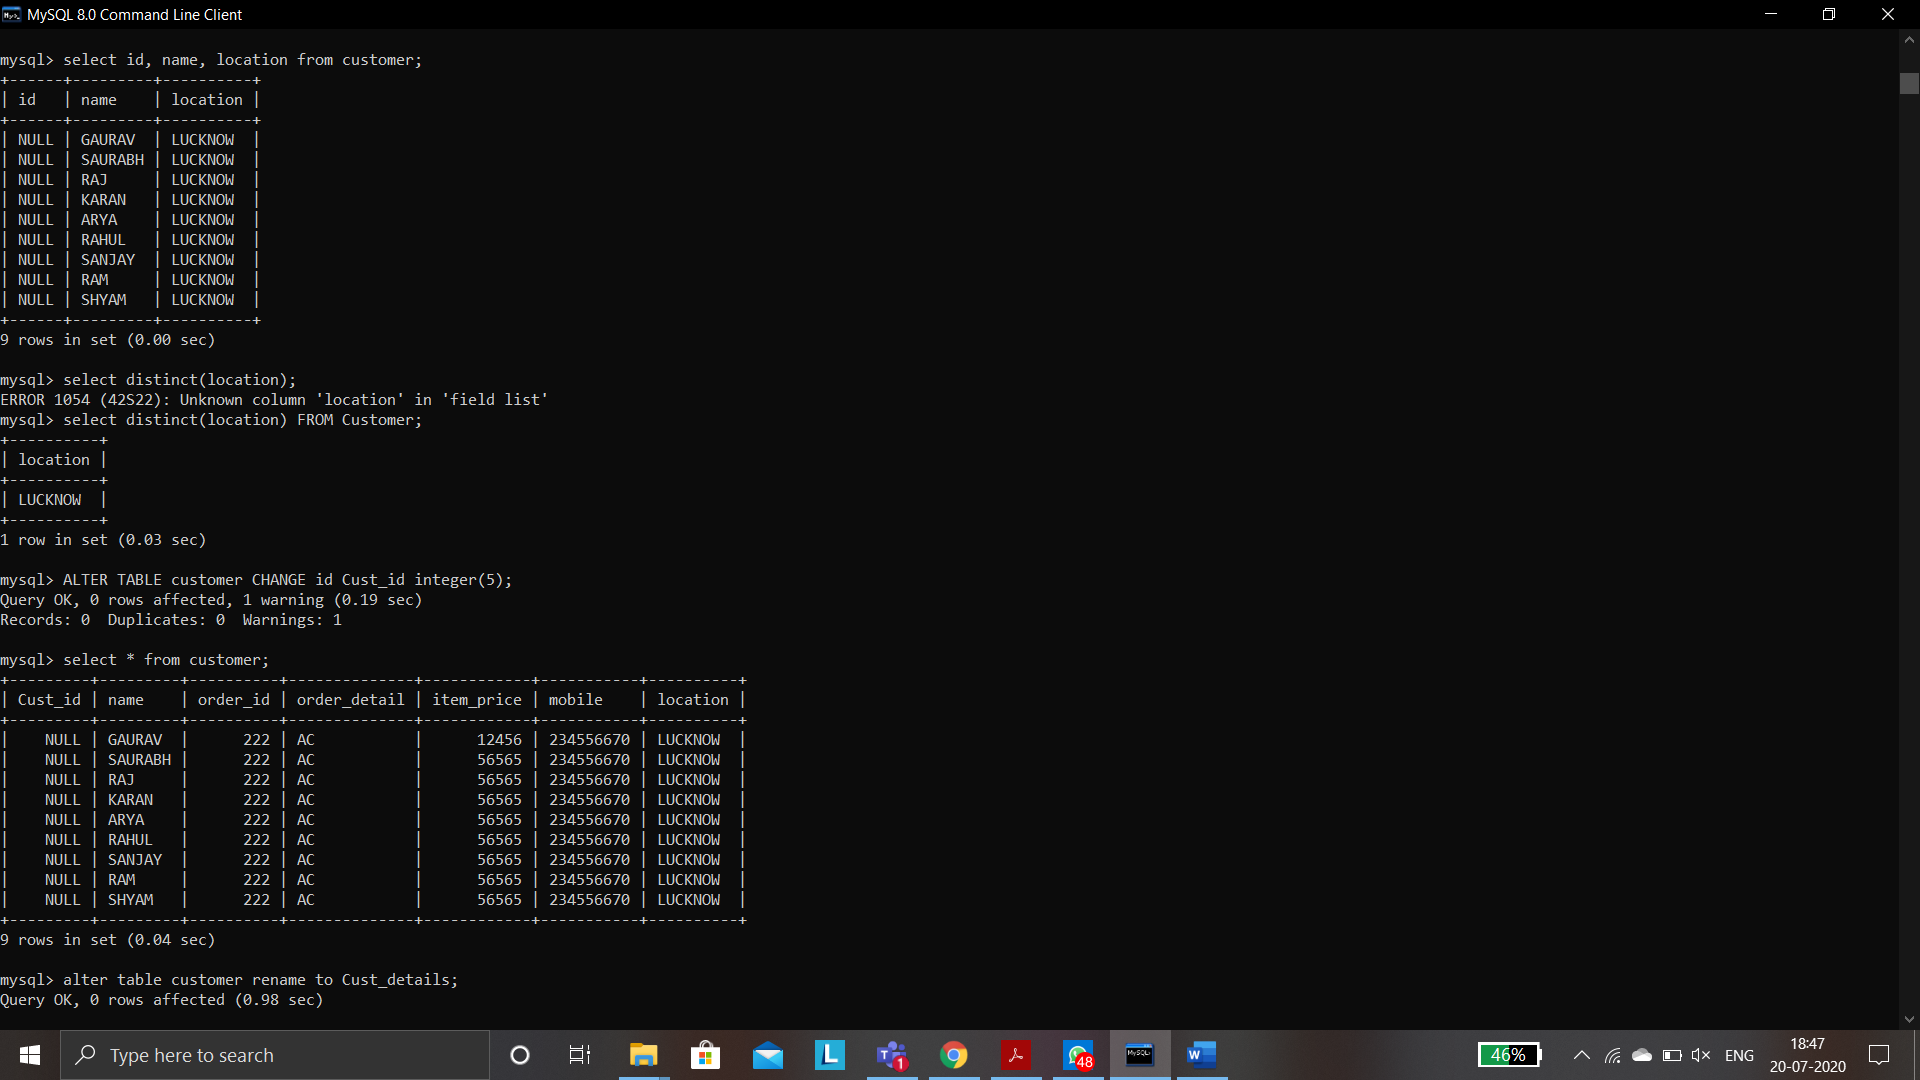 MySQL 8.0 Command Line Client
mysql> select id, name, location from customer;
+------+---------+----------+
| id   | name    | location |
+------+---------+----------+
| NULL | GAURAV  | LUCKNOW  |
| NULL | SAURABH | LUCKNOW  |
| NULL | RAJ     | LUCKNOW  |
| NULL | KARAN   | LUCKNOW  |
| NULL | ARYA    | LUCKNOW  |
| NULL | RAHUL   | LUCKNOW  |
| NULL | SANJAY  | LUCKNOW  |
| NULL | RAM     | LUCKNOW  |
| NULL | SHYAM   | LUCKNOW  |
+------+---------+----------+
9 rows in set (0.00 sec)
mysql> select distinct(location);
ERROR 1054 (42S22): Unknown column 'location' in 'field list'
mysql> select distinct(location) FROM Customer;
+----------+
| location |
+----------+
| LUCKNOW  |
+----------+
1 row in set (0.03 sec)
mysql> ALTER TABLE customer CHANGE id Cust_id integer(5);
Query OK, 0 rows affected, 1 warning (0.19 sec)
Records: 0  Duplicates: 0  Warnings: 1
mysql> select * from customer;
+---------+---------+----------+--------------+------------+-----------+----------+
| Cust_id | name    | order_id | order_detail | item_price | mobile    | location |
+---------+---------+----------+--------------+------------+-----------+----------+
|    NULL | GAURAV  |      222 | AC           |      12456 | 234556670 | LUCKNOW  |
|    NULL | SAURABH |      222 | AC           |      56565 | 234556670 | LUCKNOW  |
|    NULL | RAJ     |      222 | AC           |      56565 | 234556670 | LUCKNOW  |
|    NULL | KARAN   |      222 | AC           |      56565 | 234556670 | LUCKNOW  |
|    NULL | ARYA    |      222 | AC           |      56565 | 234556670 | LUCKNOW  |
|    NULL | RAHUL   |      222 | AC           |      56565 | 234556670 | LUCKNOW  |
|    NULL | SANJAY  |      222 | AC           |      56565 | 234556670 | LUCKNOW  |
|    NULL | RAM     |      222 | AC           |      56565 | 234556670 | LUCKNOW  |
|    NULL | SHYAM   |      222 | AC           |      56565 | 234556670 | LUCKNOW  |
+---------+---------+----------+--------------+------------+-----------+----------+
9 rows in set (0.04 sec)
mysql> alter table customer rename to Cust_details;
Query OK, 0 rows affected (0.98 sec)
Type here to search
L
T
1
48
MySQL
W
46%
ENG
18:47
20-07-2020